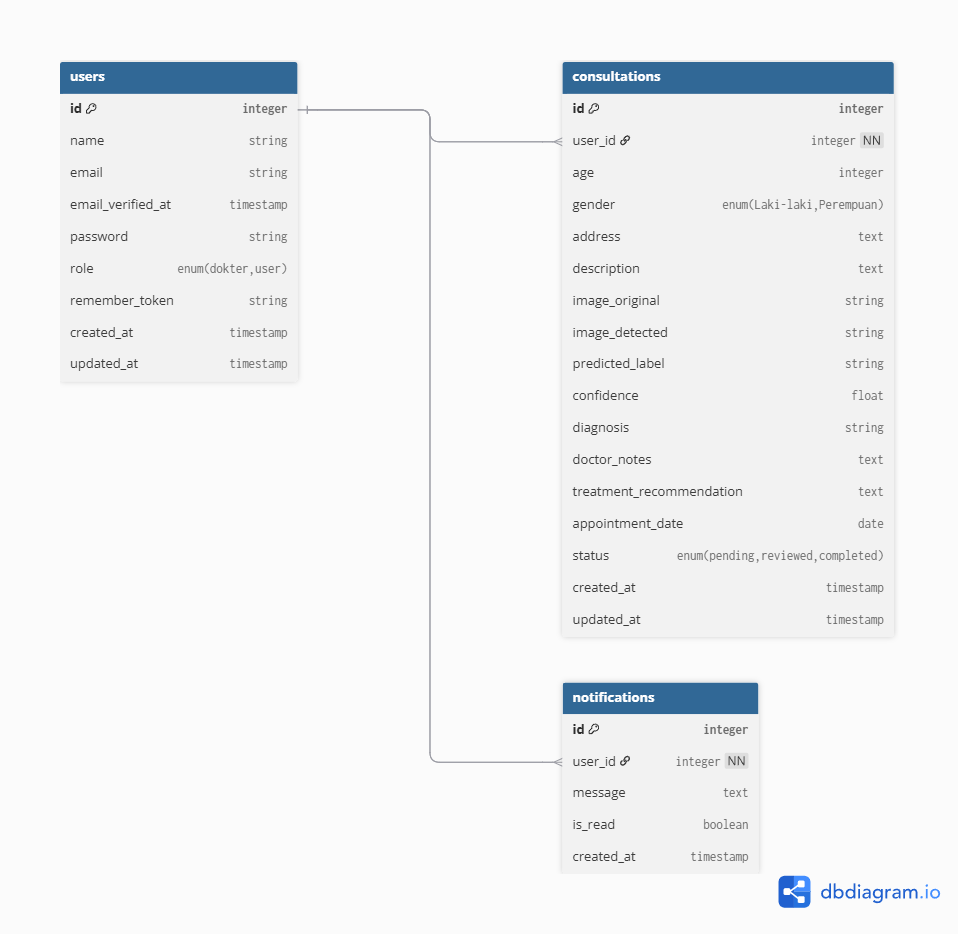 users
id integer
name string
email string
email_verified_at timestamp
password string
role enum(dokter,user)
remember_token string
created_at timestamp
updated_at timestamp
consultations
id integer
user_id integer NN
age integer
gender enum(Laki-laki,Perempuan)
address text
description text
image_original string
image_detected string
predicted_label string
confidence float
diagnosis string
doctor_notes text
treatment_recommendation text
appointment_date date
status enum(pending,reviewed,completed)
created_at timestamp
updated_at timestamp
notifications
id integer
user_id integer NN
message text
is_read boolean
created_at timestamp
dbdiagram.io